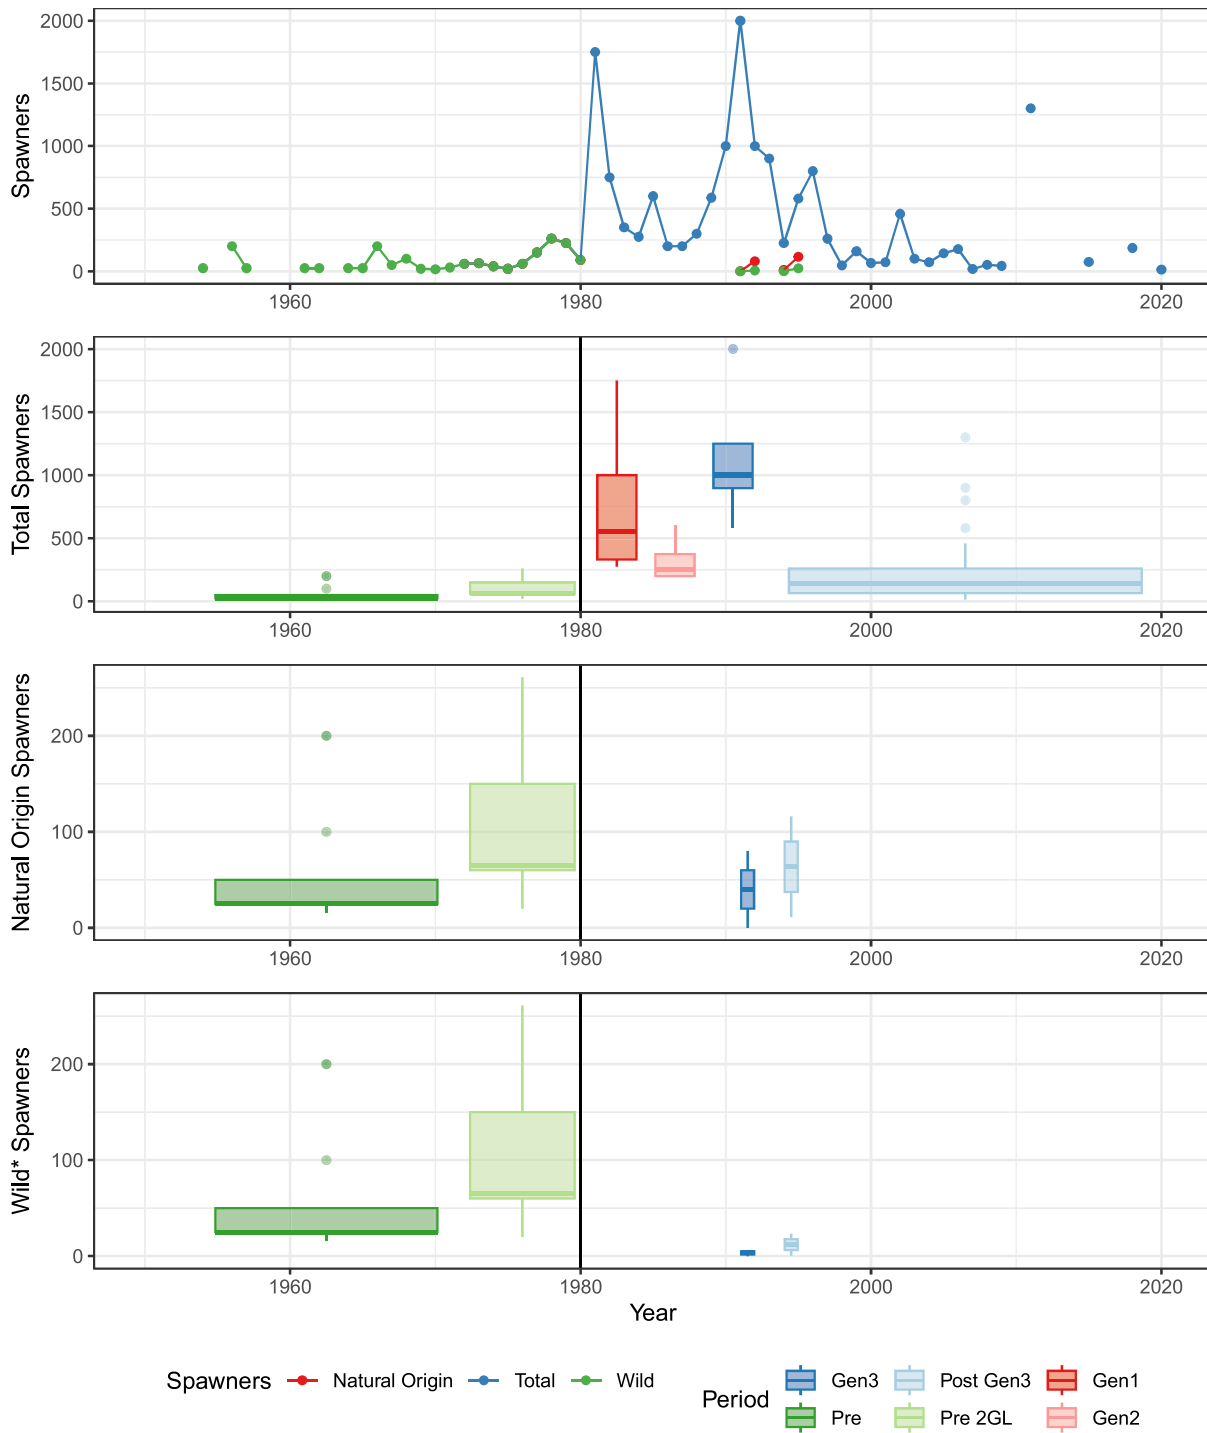 Spawners
2000
1500
1000
500
0
1960 1980 2000 2020
Total Spawners
2000
1500
1000
500
0
1960 1980 2000 2020
Natural Origin Spawners
200
100
0
1960 1980 2000 2020
Wild* Spawners
200
100
0
1960 1980 2000 2020
Year
Spawners Natural Origin Total Wild
Period
Gen3 Post Gen3 Gen1
Pre Pre 2GL Gen2